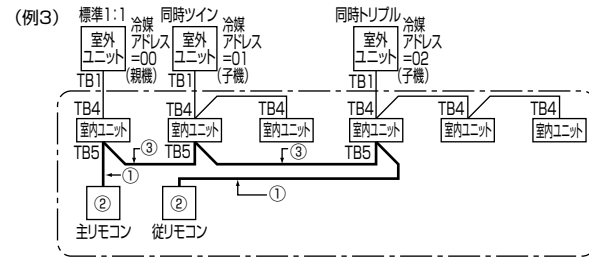 (例3)
標準1:1
同時ツイン
同時トリプル
室外
ユニット
冷媒
アドレス
=00
(親機)
室外
ユニット
冷媒
アドレス
=01
(子機)
室外
ユニット
冷媒
アドレス
=02
(子機)
TB1
TB1
TB1
TB4
TB4
TB4
TB4
TB4
TB4
室内ユニット
室内ユニット
室内ユニット
室内ユニット
室内ユニット
室内ユニット
TB5
TB5
TB5
③
③
①
①
②
②
主リモコン
従リモコン